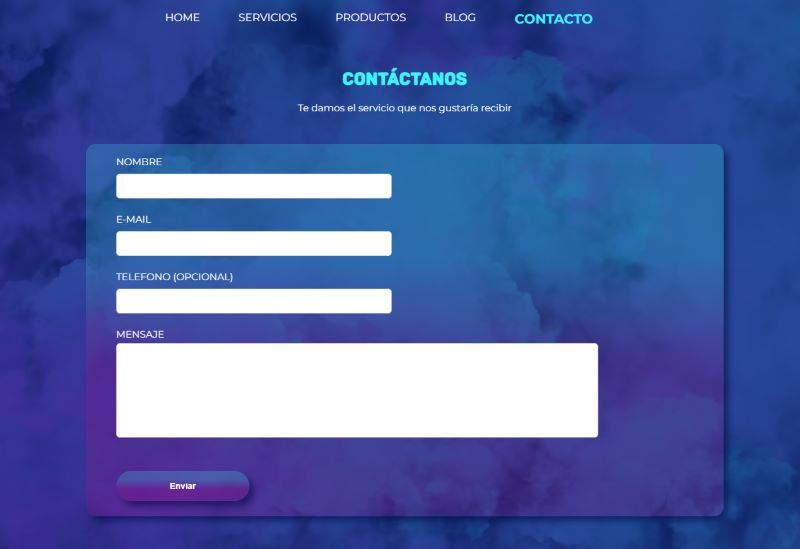 HOME SERVICIOS PRODUCTOS BLOG CONTACTO
CONTÁCTANOS
Te damos el servicio que nos gustaría recibir
NOMBRE
E-MAIL
TELEFONO (OPCIONAL)
MENSAJE
Enviar